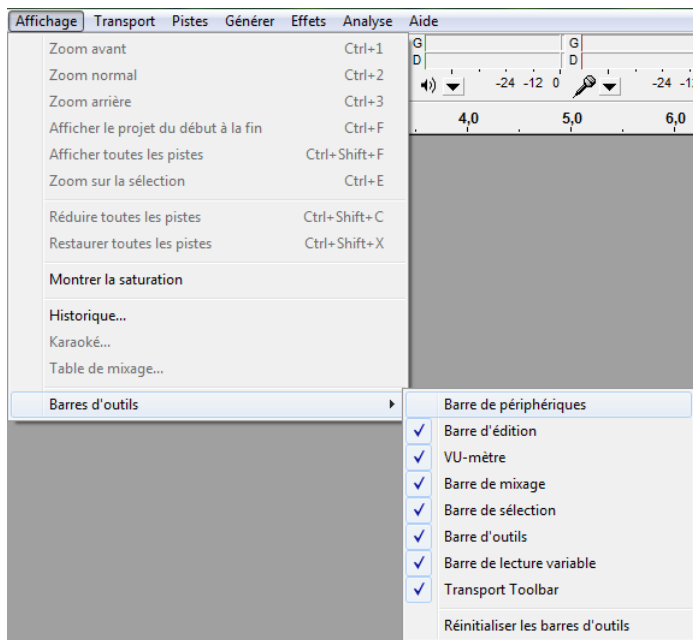 Affichage Transport Pistes Générer Effets Analyse Aide
Zoom avant Ctrl+1
Zoom normal Ctrl+2
Zoom arrière Ctrl+3
Afficher le projet du début à la fin Ctrl+F
Afficher toutes les pistes Ctrl+Shift+F
Zoom sur la sélection Ctrl+E
Réduire toutes les pistes Ctrl+Shift+C
Restaurer toutes les pistes Ctrl+Shift+X
Montrer la saturation
Historique...
Karaoké...
Table de mixage...
Barres d'outils
G G
D D
-24 -12 0 -24 -1
4,0 5,0 6,0
Barre de périphériques
Barre d'édition
VU-mètre
Barre de mixage
Barre de sélection
Barre d'outils
Barre de lecture variable
Transport Toolbar
Réinitialiser les barres d'outils